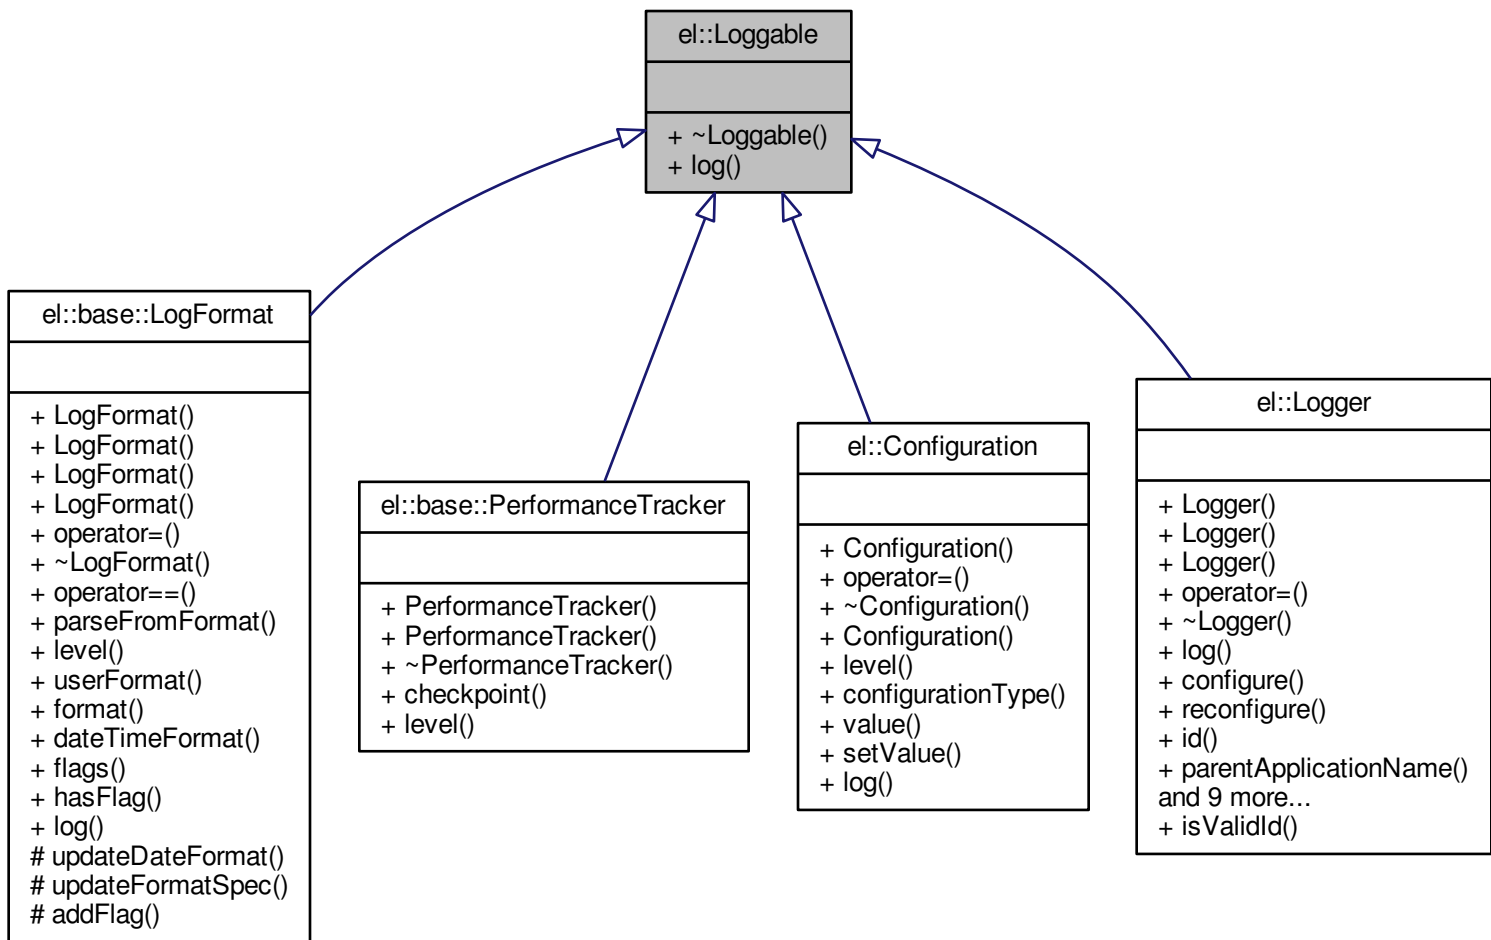 el::Loggable
+ ~Loggable()
+ log()
el::base::LogFormat
+ LogFormat()
+ LogFormat()
+ LogFormat()
+ LogFormat()
+ operator=()
+ ~LogFormat()
+ operator==()
+ parseFromFormat()
+ level()
+ userFormat()
+ format()
+ dateTimeFormat()
+ flags()
+ hasFlag()
+ log()
# updateDateFormat()
# updateFormatSpec()
# addFlag()
el::base::PerformanceTracker
+ PerformanceTracker()
+ PerformanceTracker()
+ ~PerformanceTracker()
+ checkpoint()
+ level()
el::Configuration
+ Configuration()
+ operator=()
+ ~Configuration()
+ Configuration()
+ level()
+ configurationType()
+ value()
+ setValue()
+ log()
el::Logger
+ Logger()
+ Logger()
+ Logger()
+ operator=()
+ ~Logger()
+ log()
+ configure()
+ reconfigure()
+ id()
+ parentApplicationName()
and 9 more...
+ isValidId()